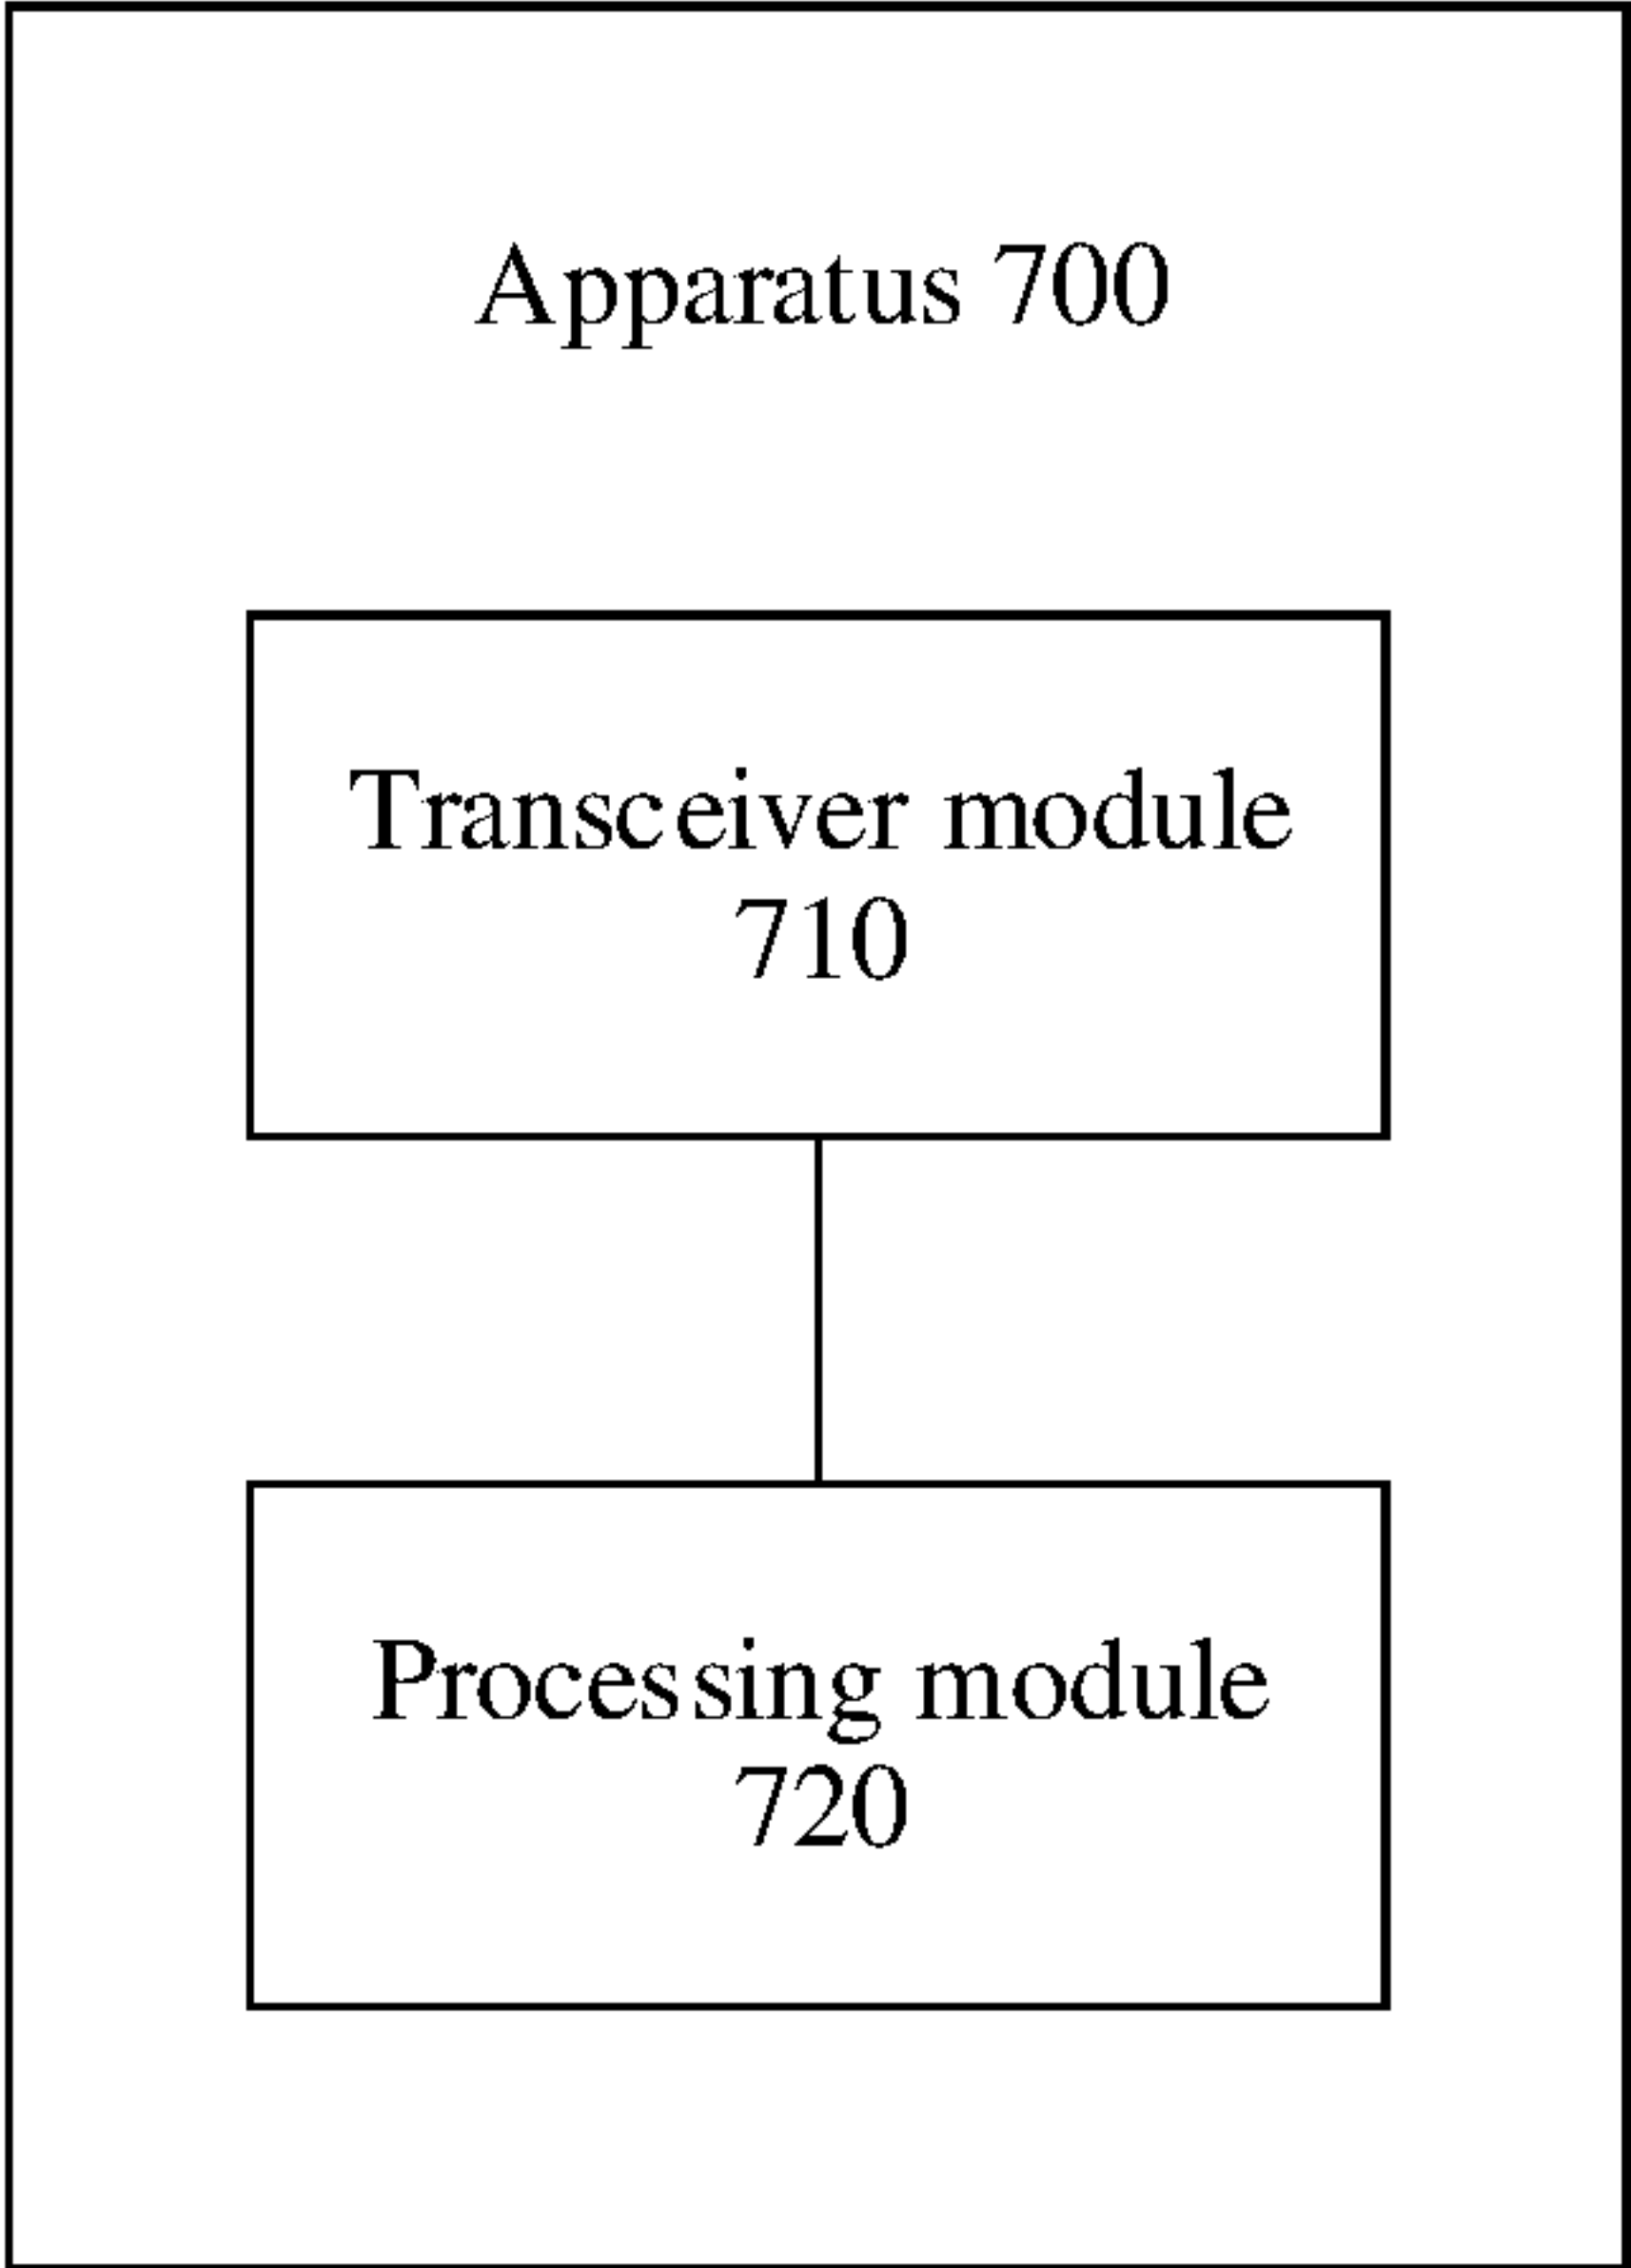 Apparatus 700
Transceiver module
710
Processing module
720